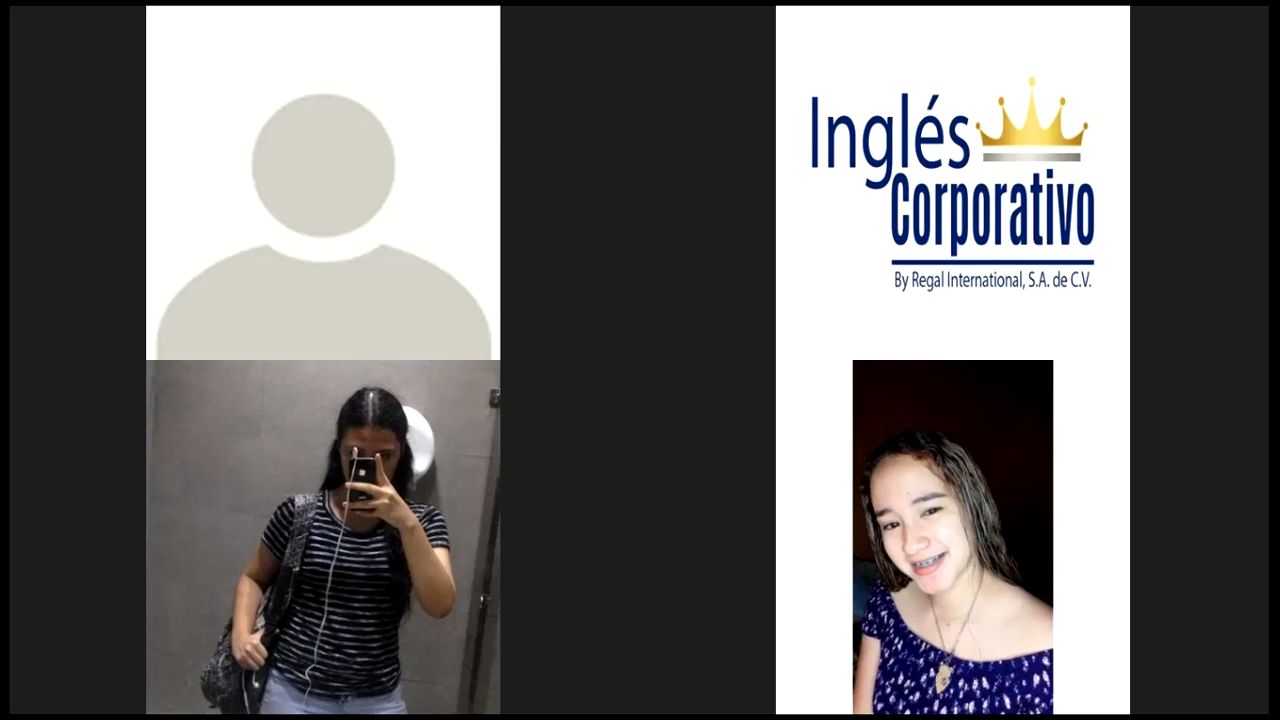 Inglés
Corporativo
By Regal International, S.A. de C.V.